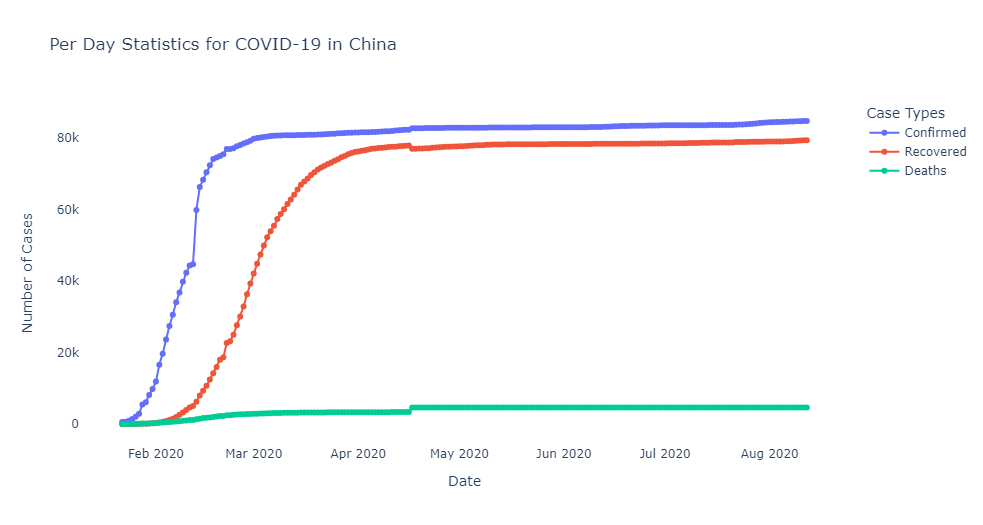 Per Day Statistics for COVID-19 in China
Case Types
Confirmed
Recovered
Deaths
Number of Cases
80k
60k
40k
20k
0
Feb 2020
Mar 2020
Apr 2020
May 2020
Jun 2020
Jul 2020
Aug 2020
Date